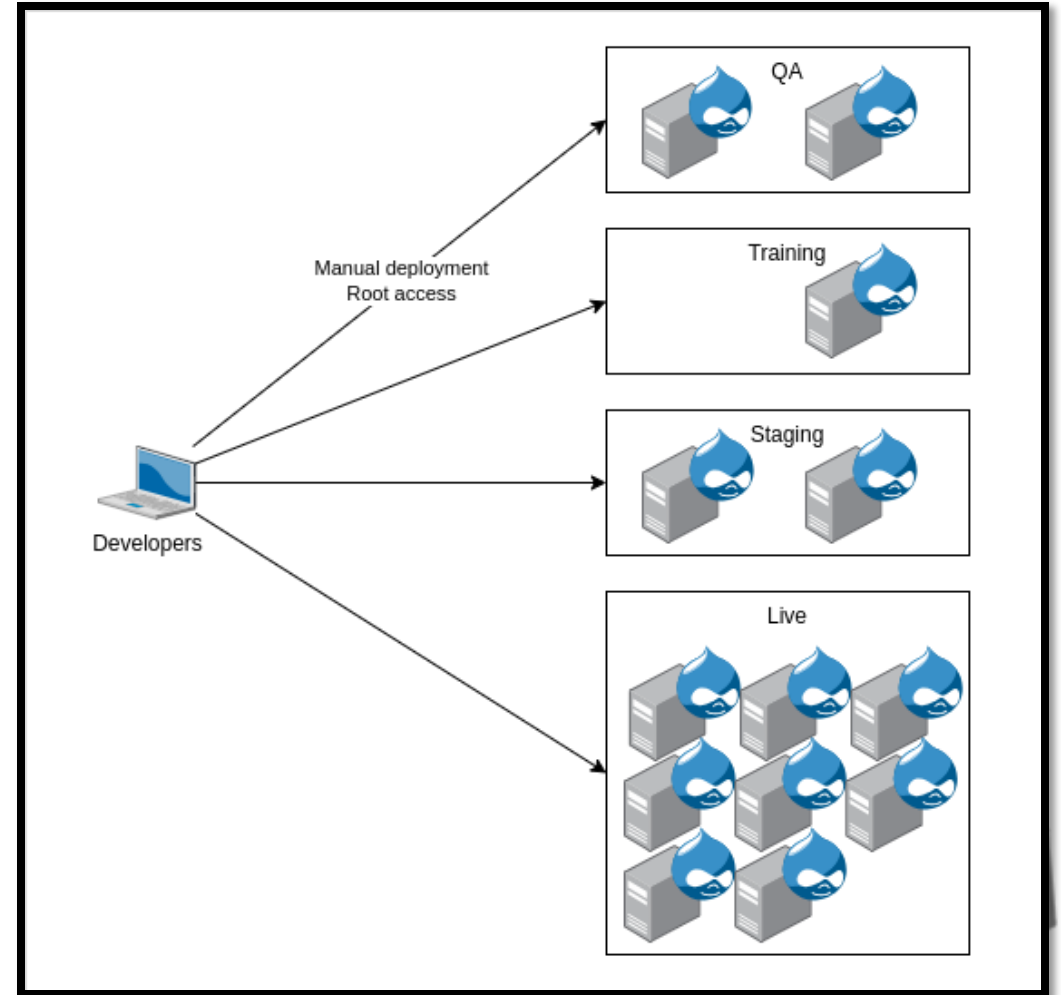 QA
Manual deployment
Root access
Training
Staging
Developers
Live